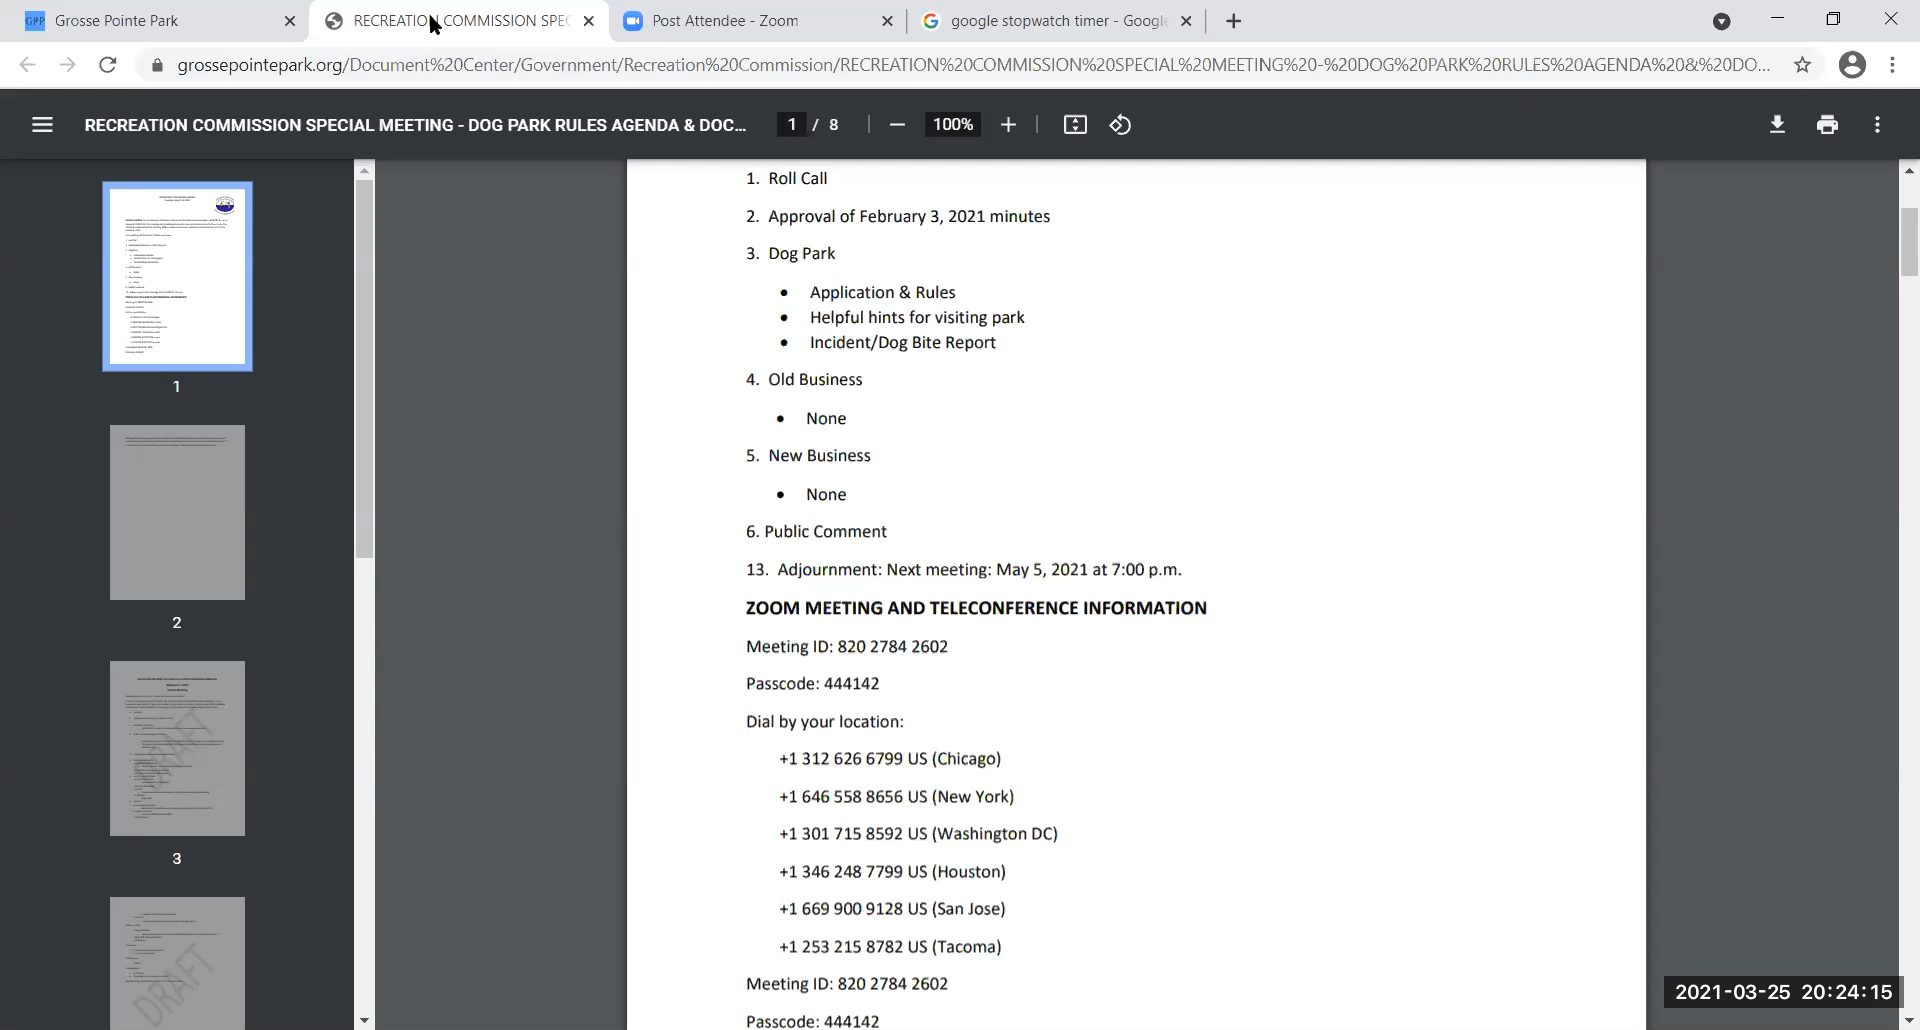 GPP Grosse Pointe Park
RECREATION COMMISSION SPEC
Post Attendee - Zoom
google stopwatch timer - Google
grossepointepark.org/Document%20Center/Government/Recreation%20Commission/RECREATION%20COMMISSION%20SPECIAL%20MEETING%20-%20DOG%20PARK%20RULES%20AGENDA%20&%20DO...
RECREATION COMMISSION SPECIAL MEETING - DOG PARK RULES AGENDA & DOC...
1 / 8
100%
1
2
DRAFT
3
DRAFT
1. Roll Call
2. Approval of February 3, 2021 minutes
3. Dog Park
• Application & Rules
• Helpful hints for visiting park
• Incident/Dog Bite Report
4. Old Business
• None
5. New Business
• None
6. Public Comment
13. Adjournment: Next meeting: May 5, 2021 at 7:00 p.m.
ZOOM MEETING AND TELECONFERENCE INFORMATION
Meeting ID: 820 2784 2602
Passcode: 444142
Dial by your location:
+1 312 626 6799 US (Chicago)
+1 646 558 8656 US (New York)
+1 301 715 8592 US (Washington DC)
+1 346 248 7799 US (Houston)
+1 669 900 9128 US (San Jose)
+1 253 215 8782 US (Tacoma)
Meeting ID: 820 2784 2602
Passcode: 444142
2021-03-25 20:24:15